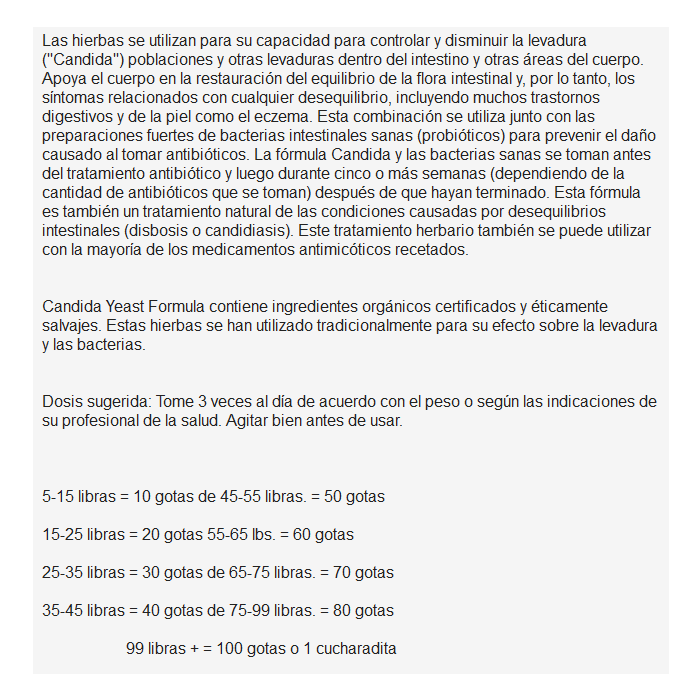 Las hierbas se utilizan para su capacidad para controlar y disminuir la levadura
("Candida") poblaciones y otras levaduras dentro del intestino y otras áreas del cuerpo.
Apoya el cuerpo en la restauración del equilibrio de la flora intestinal y, por lo tanto, los
síntomas relacionados con cualquier desequilibrio, incluyendo muchos trastornos
digestivos y de la piel como el eczema. Esta combinación se utiliza junto con las
preparaciones fuertes de bacterias intestinales sanas (probióticos) para prevenir el daño
causado al tomar antibióticos. La fórmula Candida y las bacterias sanas se toman antes
del tratamiento antibiótico y luego durante cinco o más semanas (dependiendo de la
cantidad de antibióticos que se toman) después de que hayan terminado. Esta fórmula
es también un tratamiento natural de las condiciones causadas por desequilibrios
intestinales (disbosis o candidiasis). Este tratamiento herbario también se puede utilizar
con la mayoría de los medicamentos antimicóticos recetados.
Candida Yeast Formula contiene ingredientes orgánicos certificados y éticamente
salvajes. Estas hierbas se han utilizado tradicionalmente para su efecto sobre la levadura
y las bacterias.
Dosis sugerida: Tome 3 veces al día de acuerdo con el peso o según las indicaciones de
su profesional de la salud. Agitar bien antes de usar.
5-15 libras = 10 gotas de 45-55 libras. = 50 gotas
15-25 libras = 20 gotas 55-65 lbs. = 60 gotas
25-35 libras = 30 gotas de 65-75 libras. = 70 gotas
35-45 libras = 40 gotas de 75-99 libras. = 80 gotas
99 libras + = 100 gotas o 1 cucharadita